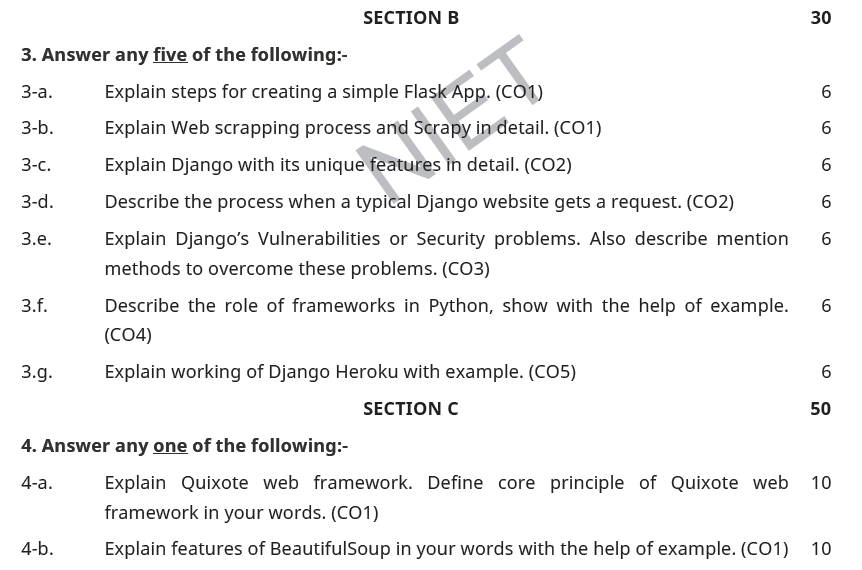 SECTION B 30
3. Answer any five of the following:-
3-a. Explain steps for creating a simple Flask App. (CO1) 6
3-b. Explain Web scrapping process and Scrapy in detail. (CO1) 6
3-c. Explain Django with its unique features in detail. (CO2) 6
3-d. Describe the process when a typical Django website gets a request. (CO2) 6
3.e. Explain Django's Vulnerabilities or Security problems. Also describe mention 6
methods to overcome these problems. (CO3)
3.f. Describe the role of frameworks in Python, show with the help of example. 6
(CO4)
3.g. Explain working of Django Heroku with example. (CO5) 6
SECTION C 50
4. Answer any one of the following:-
4-a. Explain Quixote web framework. Define core principle of Quixote web 10
framework in your words. (CO1)
4-b. Explain features of BeautifulSoup in your words with the help of example. (CO1) 10
NIET